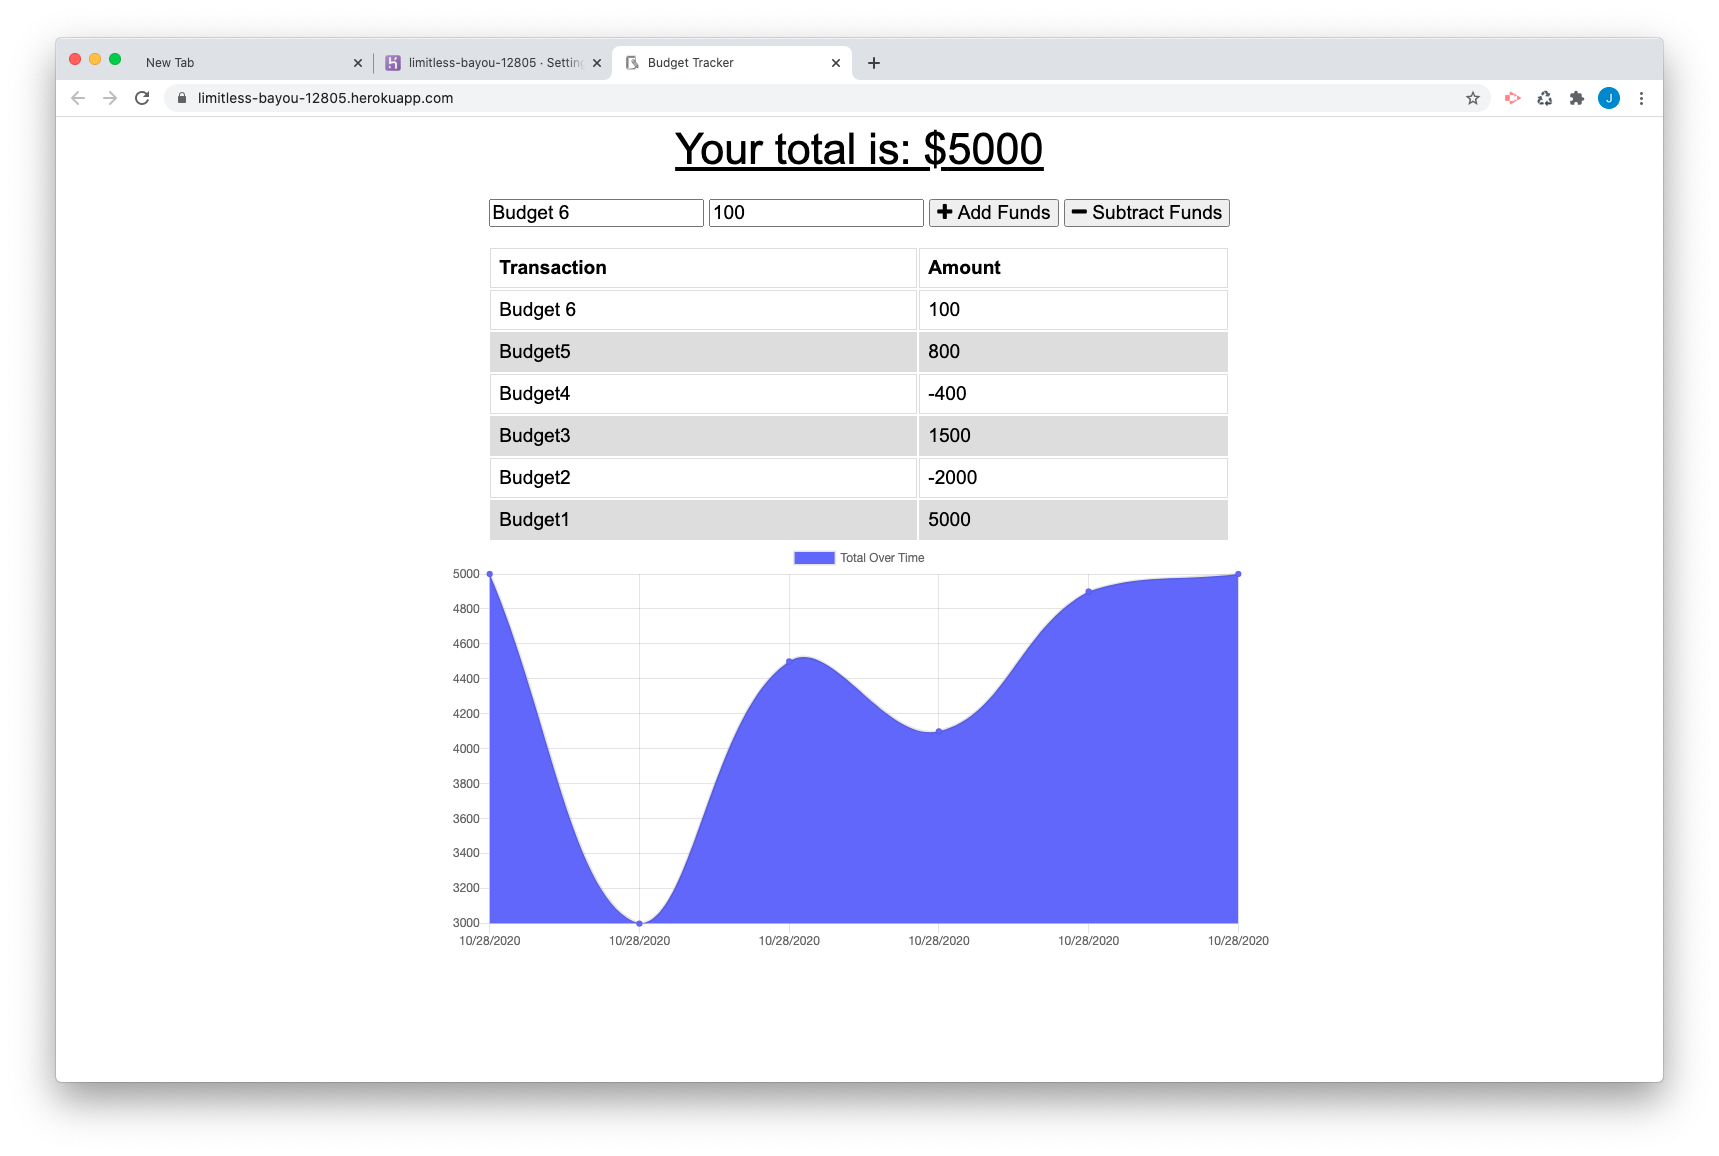 New Tab
limitless-bayou-12805 · Settin
Budget Tracker
limitless-bayou-12805.herokuapp.com
J
Your total is: $5000
Budget 6 100 Add Funds Subtract Funds
Transaction Amount
Budget 6 100
Budget5 800
Budget4 -400
Budget3 1500
Budget2 -2000
Budget1 5000
Total Over Time
5000
4800
4600
4400
4200
4000
3800
3600
3400
3200
3000
10/28/2020 10/28/2020 10/28/2020 10/28/2020 10/28/2020 10/28/2020